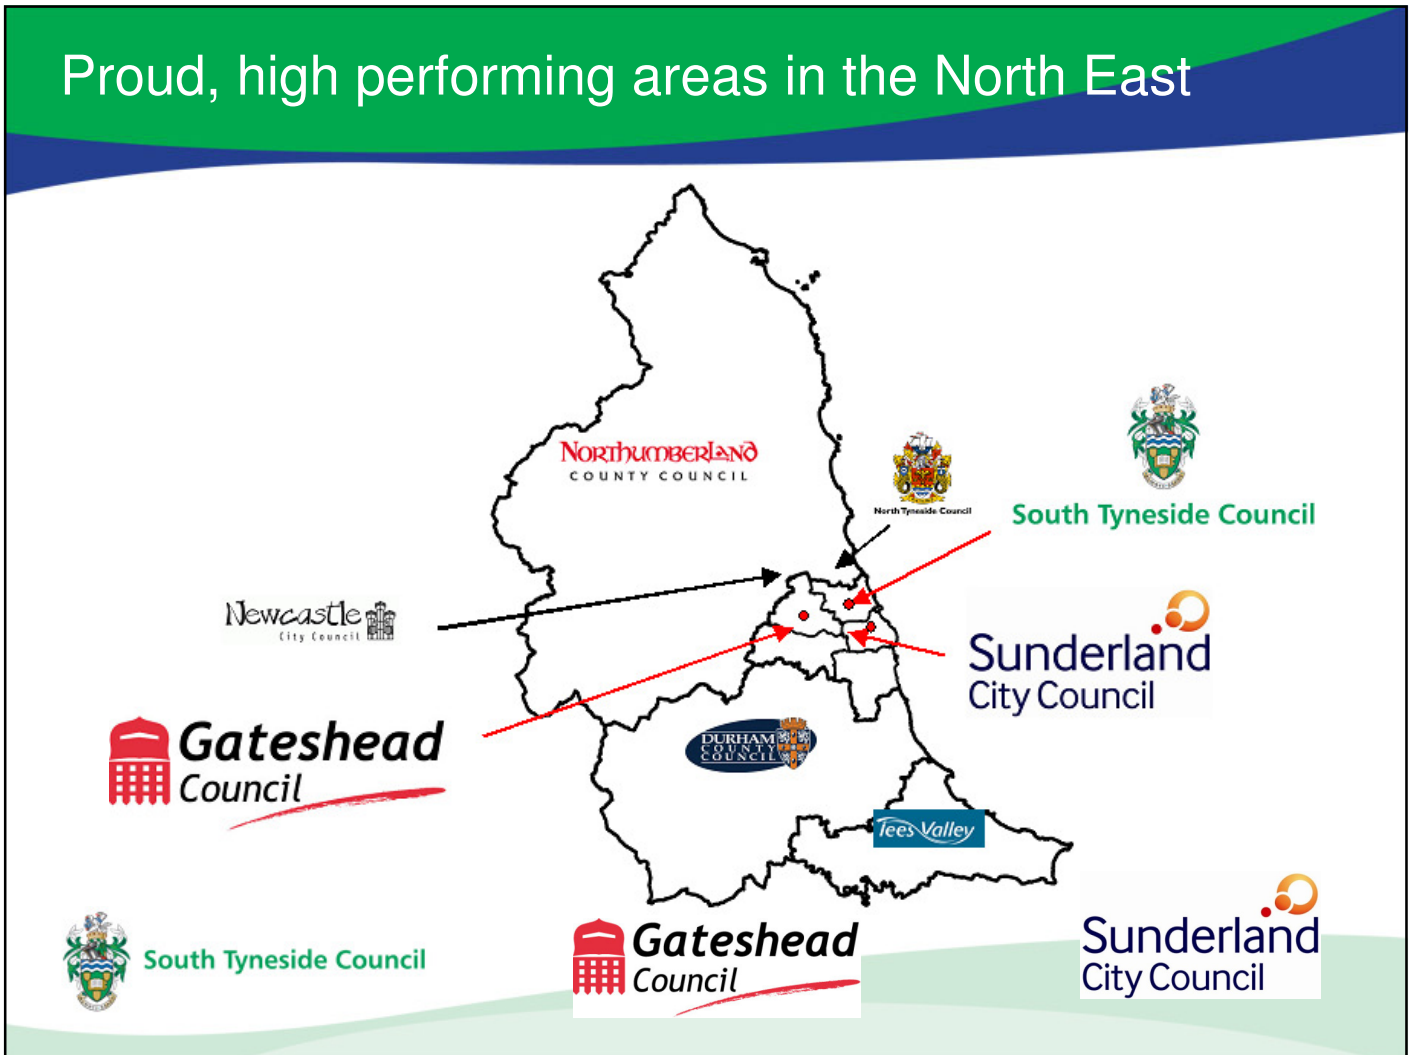 Proud, high performing areas in the North East
NORTHUMBERLAND
COUNTY COUNCIL
North Tyneside Council
South Tyneside Council
Newcastle
City Council
Sunderland
City Council
Gateshead
Council
DURHAM
COUNTY
COUNCIL
Tees Valley
South Tyneside Council
Gateshead
Council
Sunderland
City Council